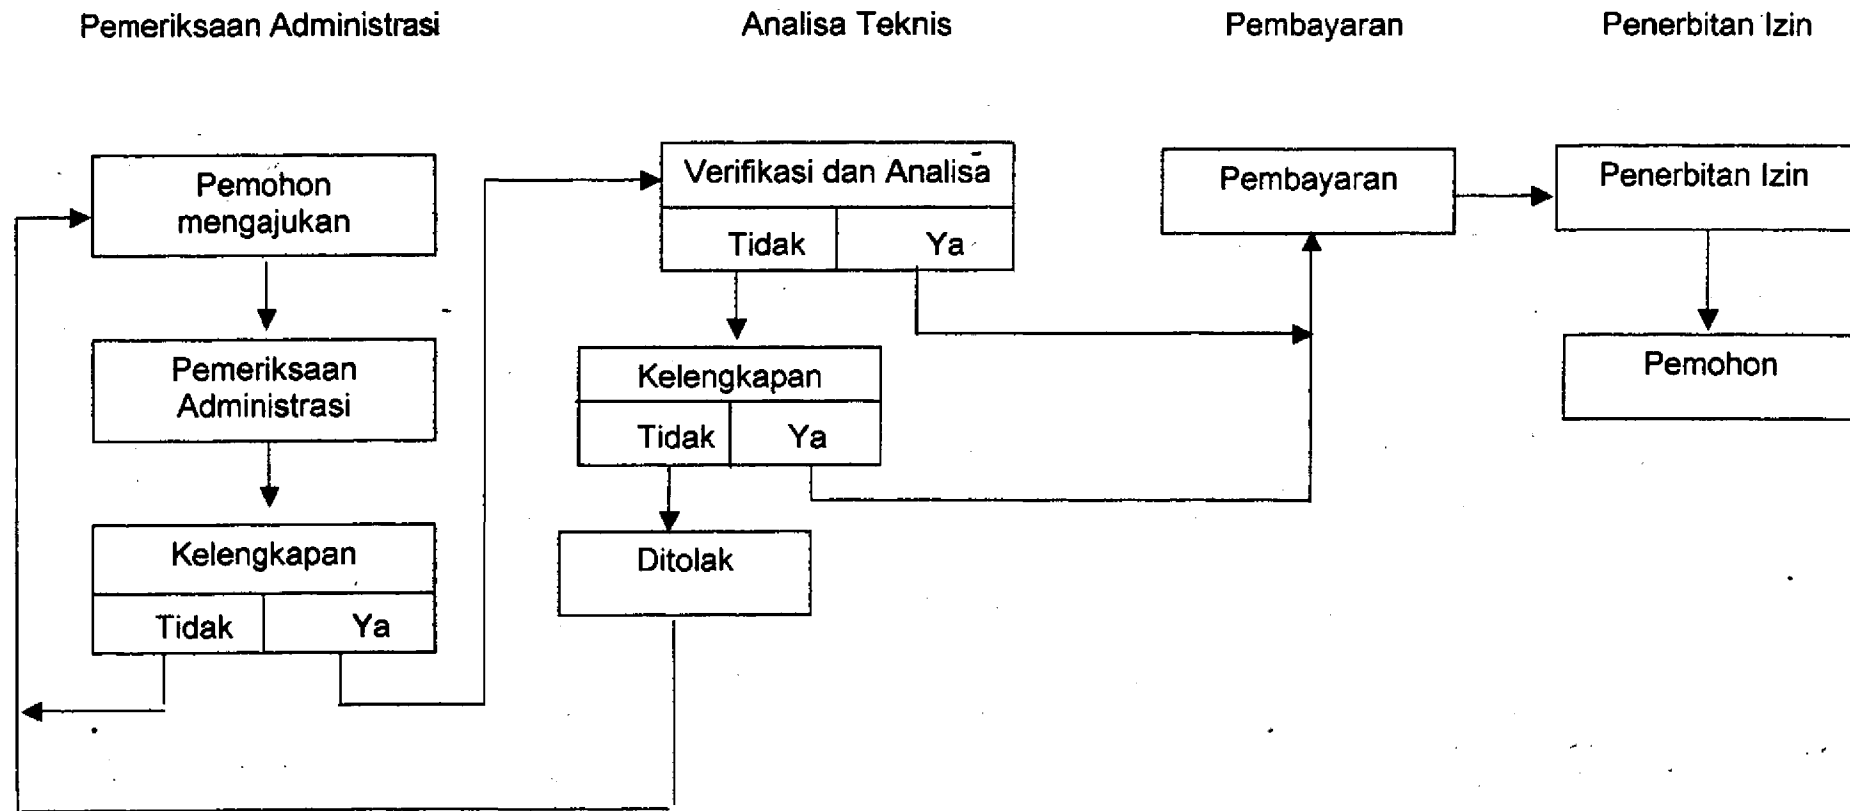 Pemeriksaan Administrasi
Analisa Teknis
Pembayaran
Penerbitan Izin
Pemohon
mengajukan
Pemeriksaan
Administrasi
Kelengkapan
Tidak
Ya
Verifikasi dan Analisa
Tidak
Ya
Kelengkapan
Tidak
Ya
Ditolak
Pembayaran
Penerbitan Izin
Pemohon